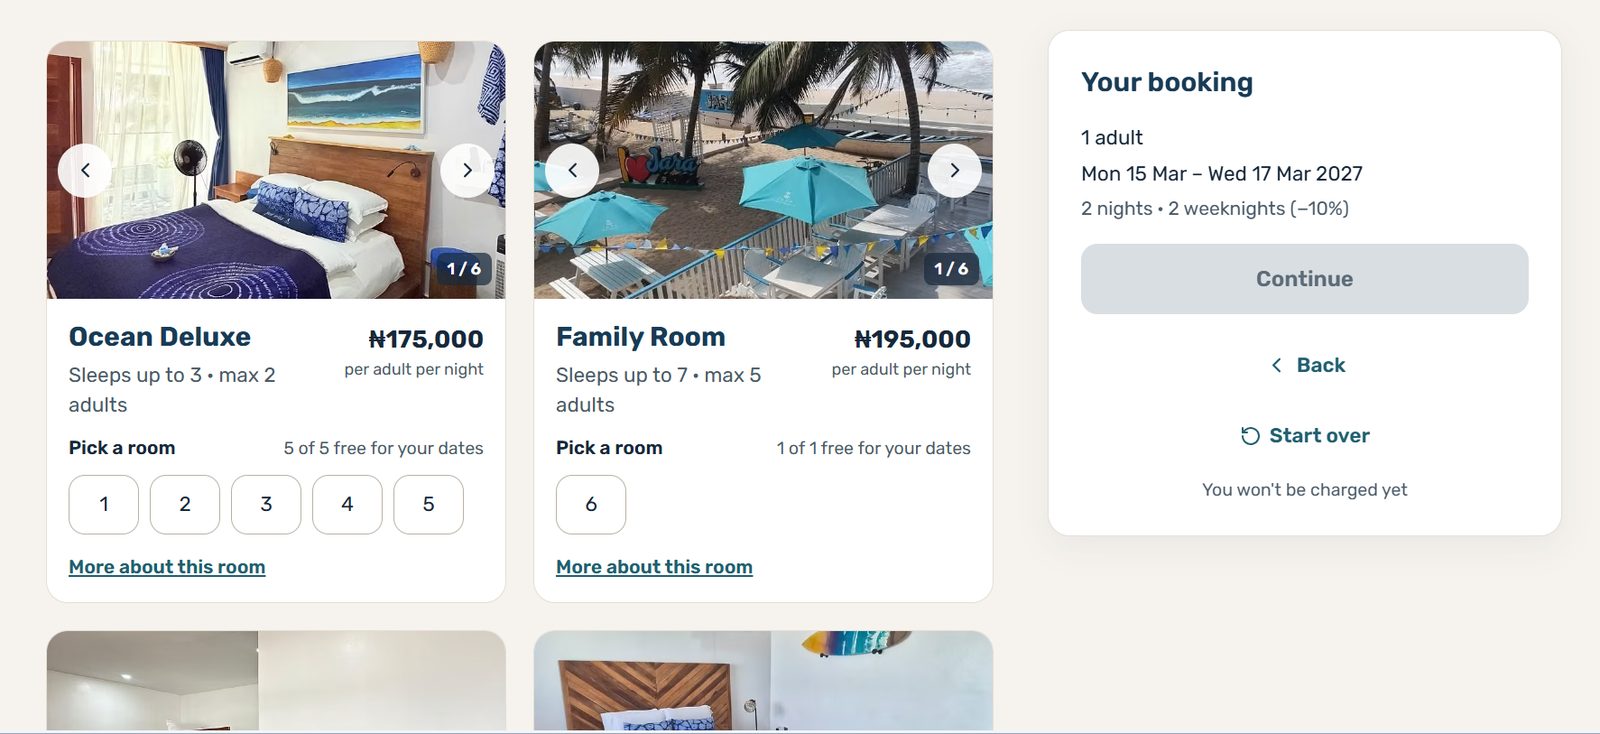 1 / 6
Ocean Deluxe
₦175,000
Sleeps up to 3 • max 2
adults
per adult per night
Pick a room
5 of 5 free for your dates
1 2 3 4 5
More about this room
I Jara
1 / 6
Family Room
₦195,000
Sleeps up to 7 • max 5
adults
per adult per night
Pick a room
1 of 1 free for your dates
6
More about this room
Your booking
1 adult
Mon 15 Mar – Wed 17 Mar 2027
2 nights • 2 weeknights (−10%)
Continue
Back
Start over
You won't be charged yet